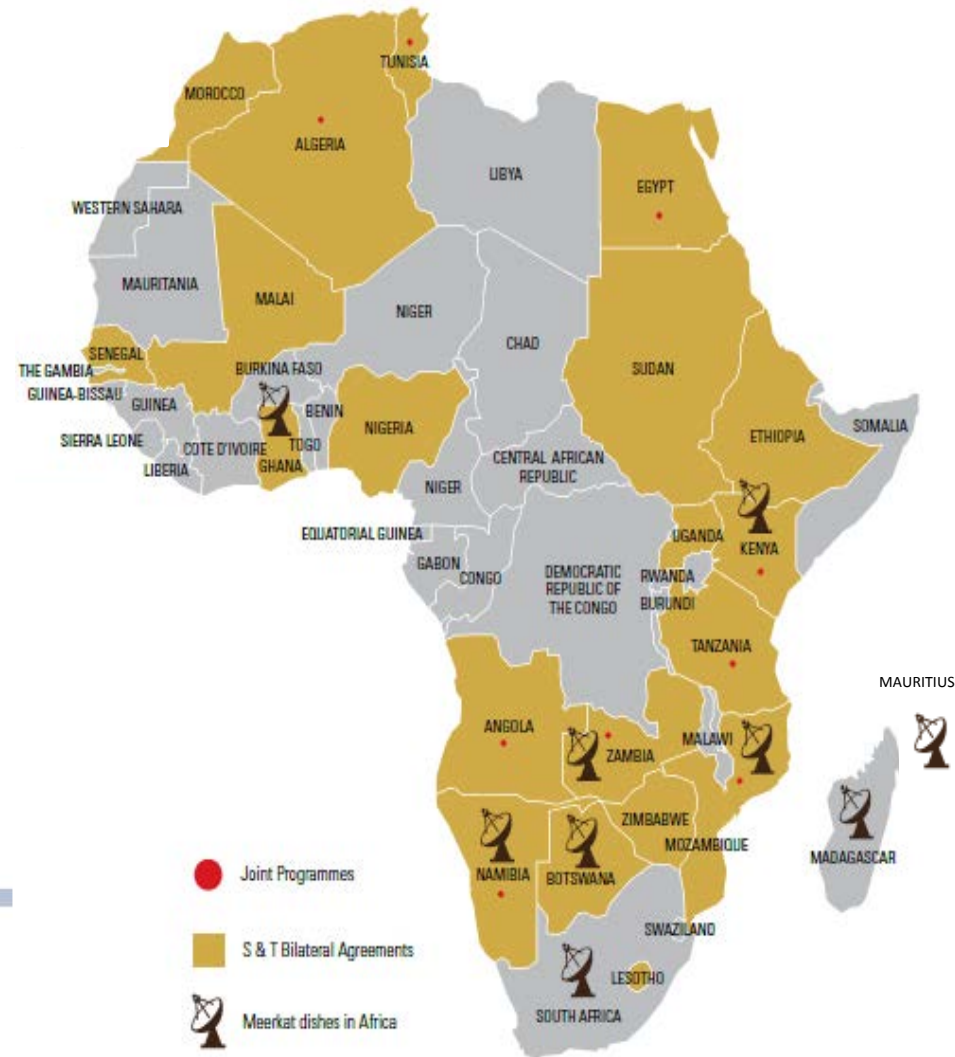 TUNISIA
MOROCCO
ALGERIA
LIBYA
EGYPT
WESTERN SAHARA
MAURITANIA
MALAI
NIGER
CHAD
SUDAN
SENEGAL
THE GAMBIA
GUINEA-BISSAU
BURKINA FASO
GUINEA
BENIN
NIGERIA
ETHIOPIA
SOMALIA
SIERRA LEONE
COTE D'IVOIRE
TOGO
LIBERIA
GHANA
CENTRAL AFRICAN
REPUBLIC
NIGER
EQUATORIAL GUINEA
UGANDA
KENYA
GABON
CONGO
DEMOCRATIC
REPUBLIC OF
THE CONGO
RWANDA
BURUNDI
TANZANIA
MAURITIUS
ANGOLA
ZAMBIA
MALAWI
ZIMBABWE
MOZAMBIQUE
MADAGASCAR
NAMIBIA
BOTSWANA
SWAZILAND
LESOTHO
SOUTH AFRICA
Joint Programmes
S & T Bilateral Agreements
Meerkat dishes in Africa